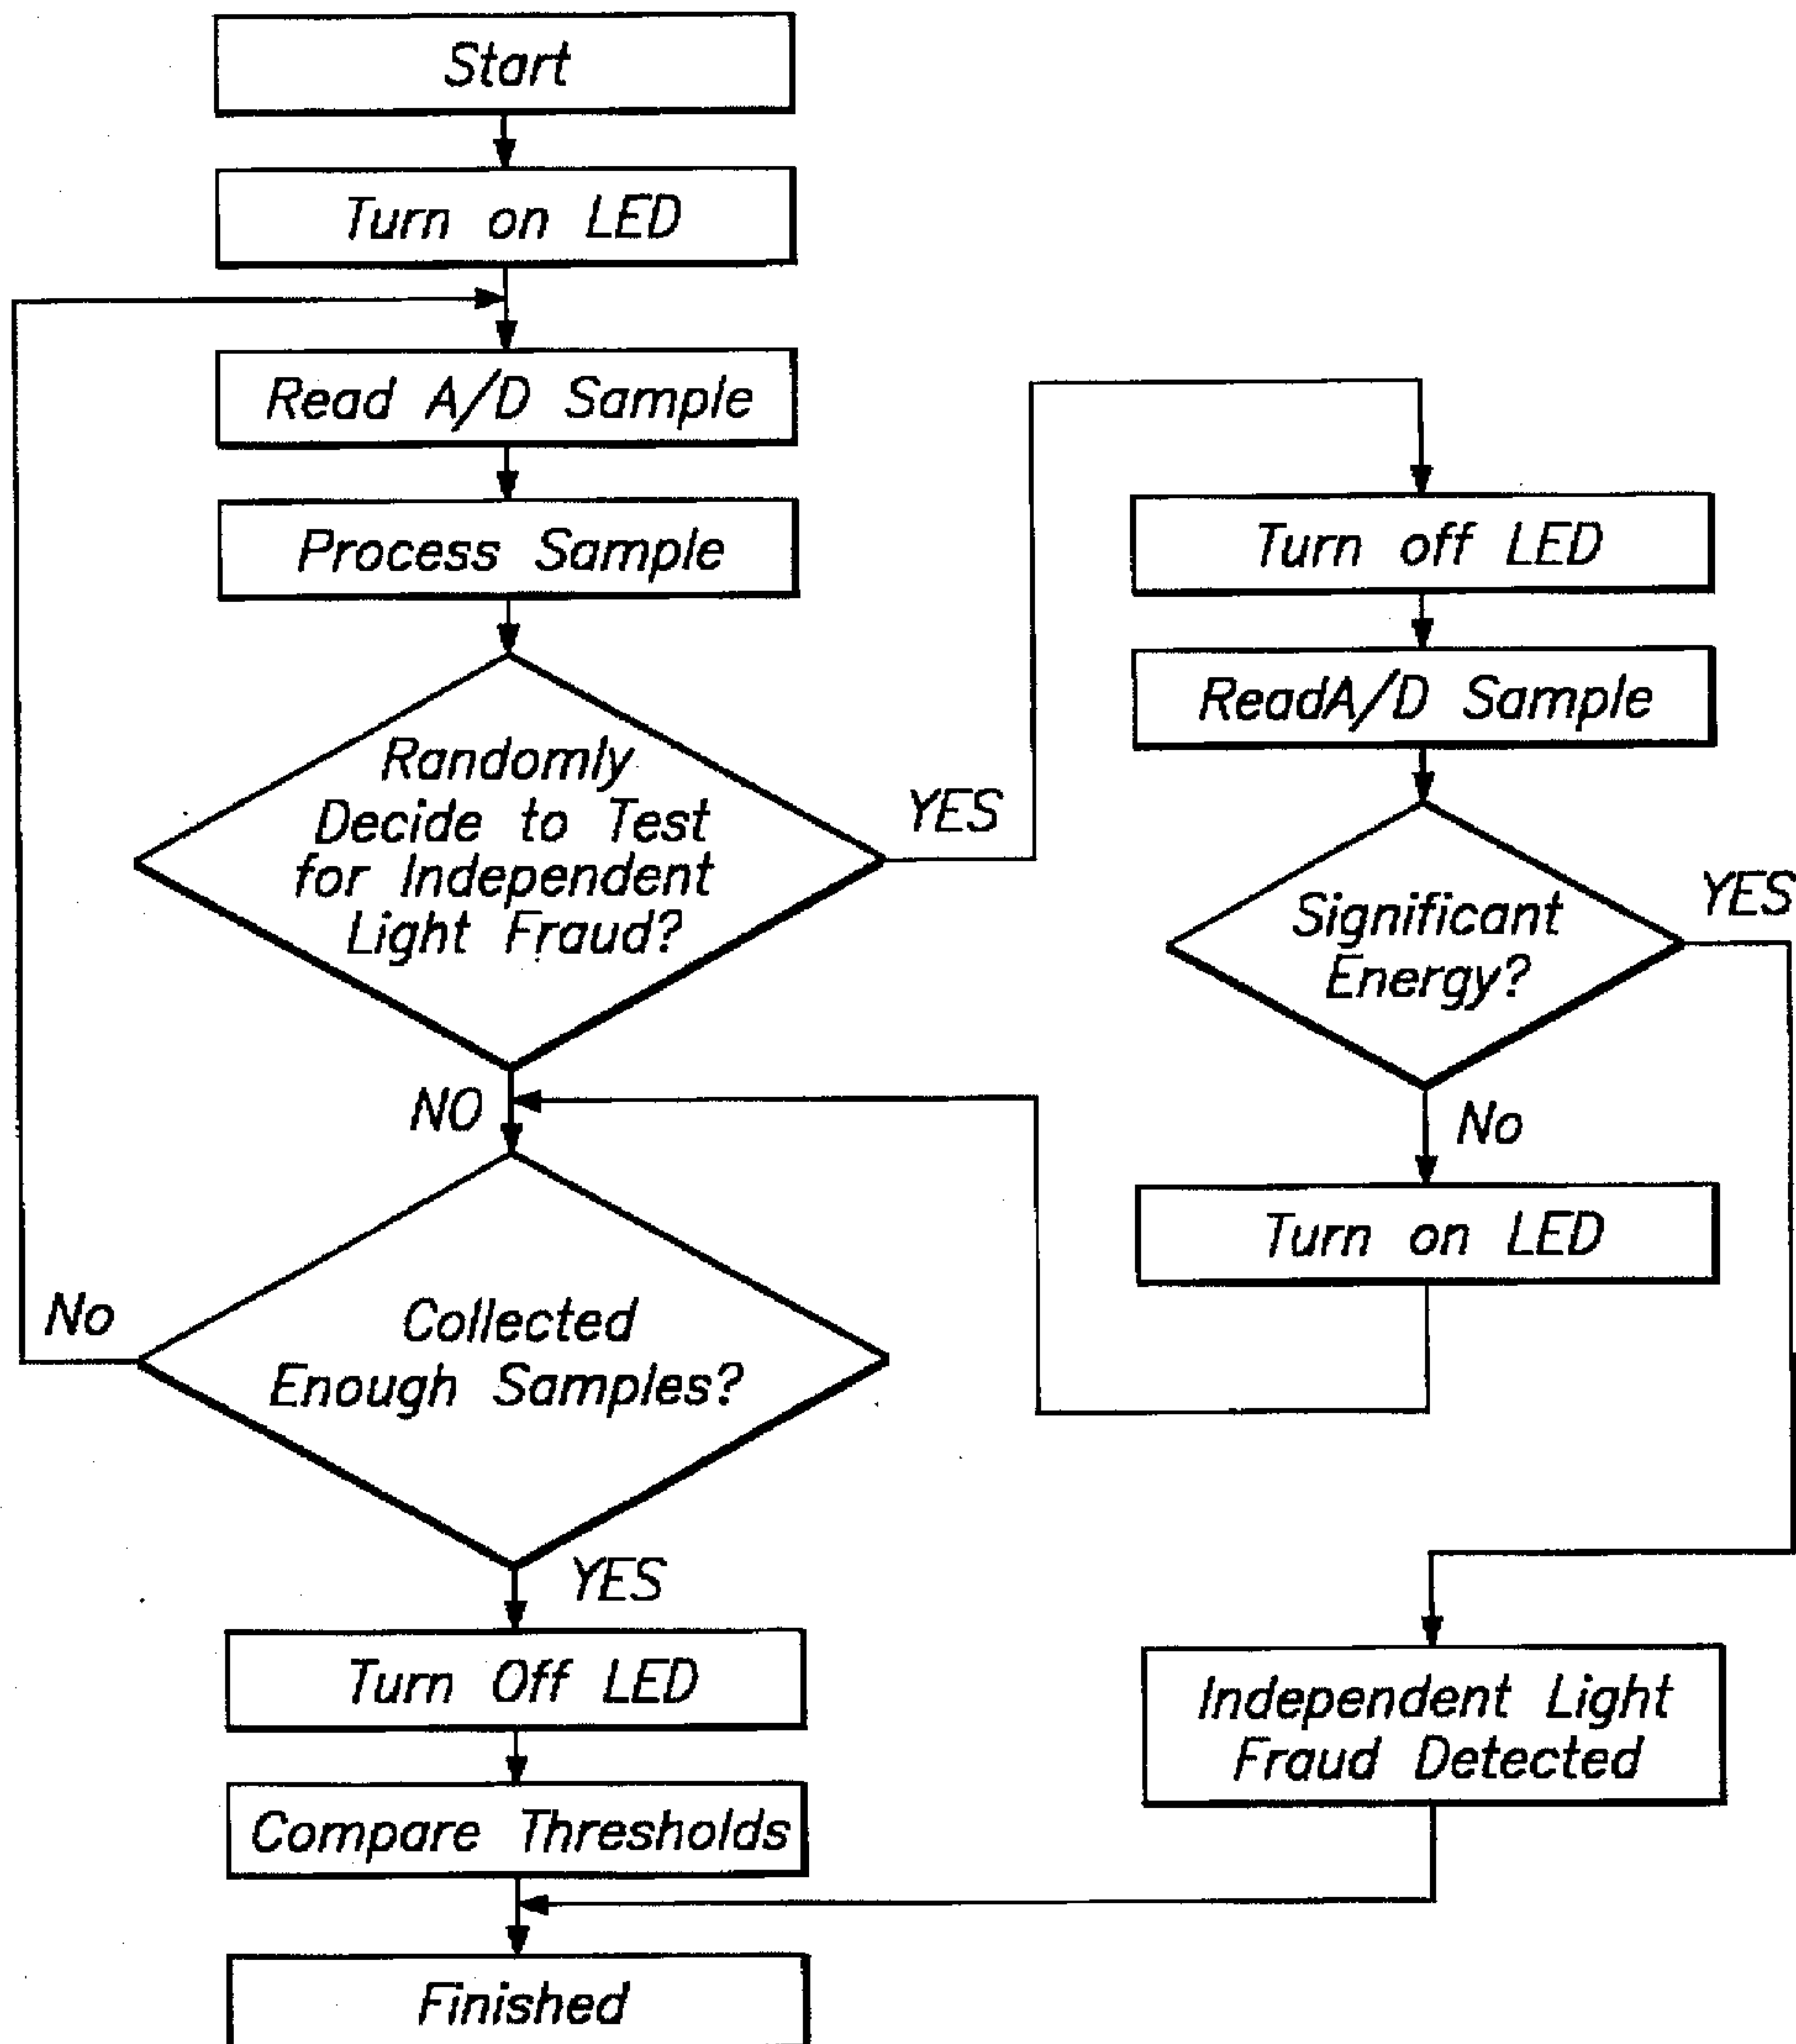 Start
Turn on LED
Read A/D Sample
Process Sample
Randomly
Decide to Test
for Independent
Light Fraud?
YES
NO
Collected
Enough Samples?
No
YES
Turn Off LED
Compare Thresholds
Finished
Turn off LED
ReadA/D Sample
Significant
Energy?
YES
No
Turn on LED
Independent Light
Fraud Detected